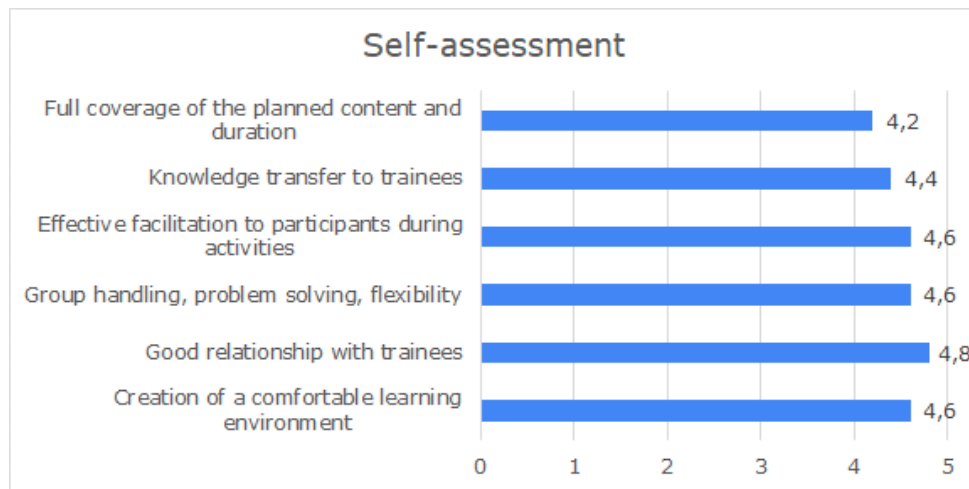 Self-assessment
Full coverage of the planned content and
duration
4,2
Knowledge transfer to trainees
4,4
Effective facilitation to participants during
activities
4,6
Group handling, problem solving, flexibility
4,6
Good relationship with trainees
4,8
Creation of a comfortable learning
environment
4,6
0 1 2 3 4 5